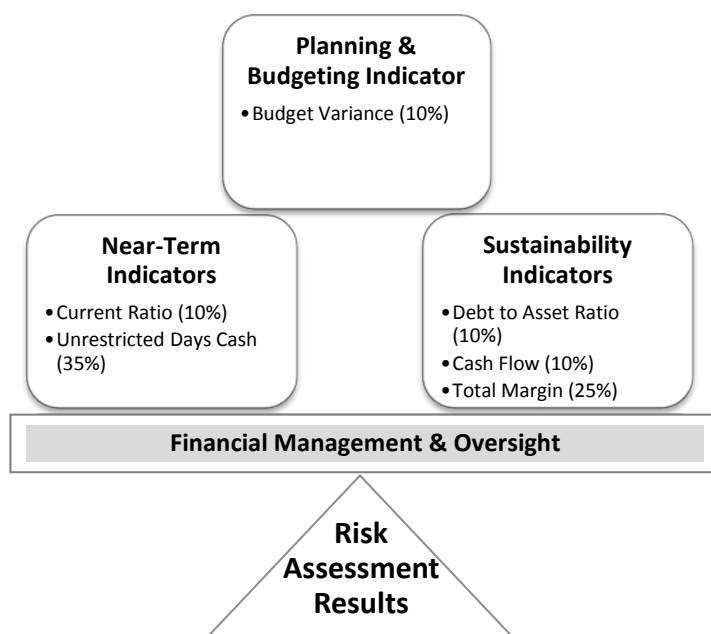 Planning &
Budgeting Indicator
•Budget Variance (10%)
Near-Term
Indicators
•Current Ratio (10%)
•Unrestricted Days Cash
(35%)
Sustainability
Indicators
•Debt to Asset Ratio
(10%)
•Cash Flow (10%)
•Total Margin (25%)
Financial Management & Oversight
Risk
Assessment
Results